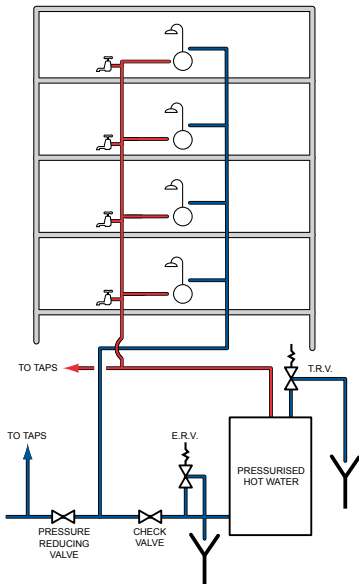 TO TAPS
T.R.V.
TO TAPS
E.R.V.
PRESSURISED
HOT WATER
PRESSURE
REDUCING
VALVE
CHECK
VALVE